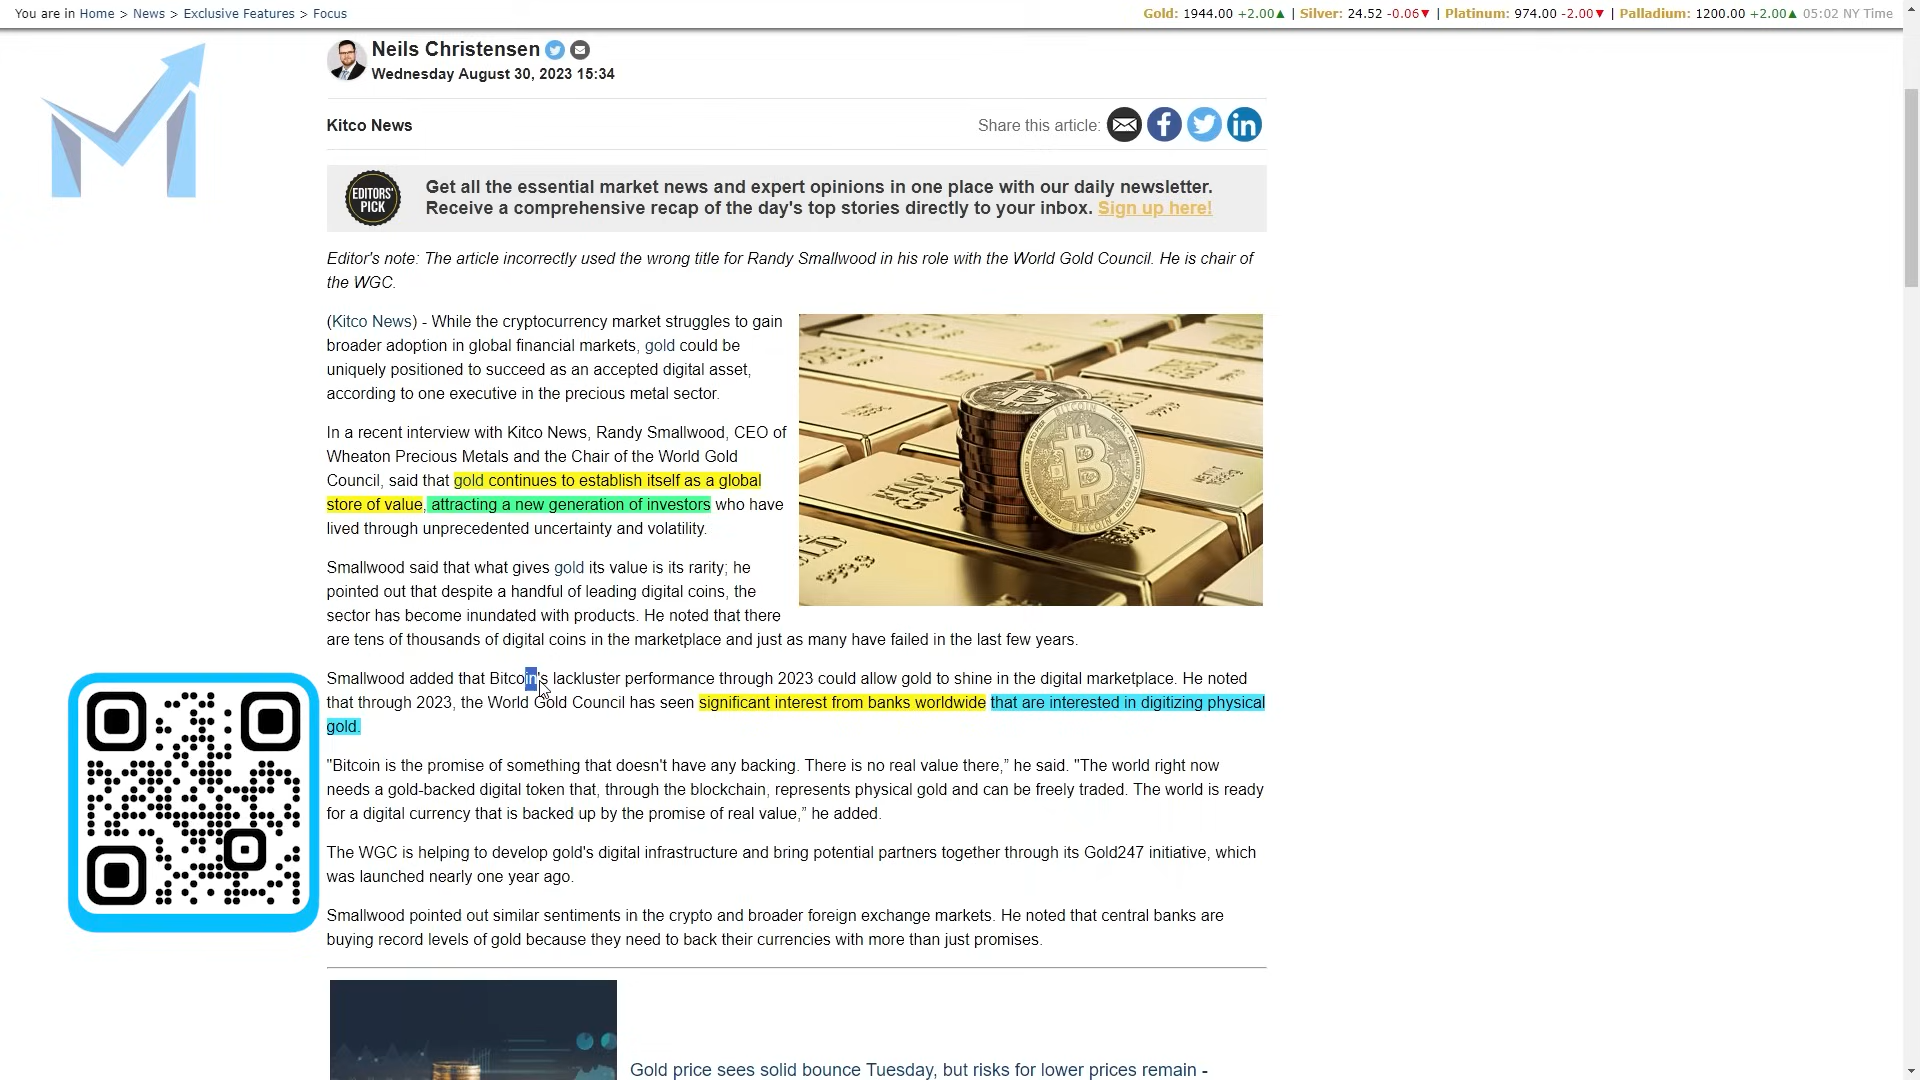 You are in Home > News > Exclusive Features > Focus
Gold: 1944.00 +2.00▲ | Silver: 24.52 -0.06▼ | Platinum: 974.00 -2.00▼ | Palladium: 1200.00 +2.00▲ 05:02 NY Time
Neils Christensen
Wednesday August 30, 2023 15:34
Kitco News
Share this article:
EDITORS'
PICK
Get all the essential market news and expert opinions in one place with our daily newsletter.
Receive a comprehensive recap of the day's top stories directly to your inbox. Sign up here!
Editor's note: The article incorrectly used the wrong title for Randy Smallwood in his role with the World Gold Council. He is chair of
the WGC.
(Kitco News) - While the cryptocurrency market struggles to gain
broader adoption in global financial markets, gold could be
uniquely positioned to succeed as an accepted digital asset,
according to one executive in the precious metal sector.
In a recent interview with Kitco News, Randy Smallwood, CEO of
Wheaton Precious Metals and the Chair of the World Gold
Council, said that gold continues to establish itself as a global
store of value, attracting a new generation of investors who have
lived through unprecedented uncertainty and volatility.
Smallwood said that what gives gold its value is its rarity; he
pointed out that despite a handful of leading digital coins, the
sector has become inundated with products. He noted that there
are tens of thousands of digital coins in the marketplace and just as many have failed in the last few years.
BITCOIN
BITCOIN
Smallwood added that Bitcoin's lackluster performance through 2023 could allow gold to shine in the digital marketplace. He noted
that through 2023, the World Gold Council has seen significant interest from banks worldwide that are interested in digitizing physical
gold.
"Bitcoin is the promise of something that doesn't have any backing. There is no real value there,” he said. "The world right now
needs a gold-backed digital token that, through the blockchain, represents physical gold and can be freely traded. The world is ready
for a digital currency that is backed up by the promise of real value,” he added.
The WGC is helping to develop gold's digital infrastructure and bring potential partners together through its Gold247 initiative, which
was launched nearly one year ago.
Smallwood pointed out similar sentiments in the crypto and broader foreign exchange markets. He noted that central banks are
buying record levels of gold because they need to back their currencies with more than just promises.
Gold price sees solid bounce Tuesday, but risks for lower prices remain -